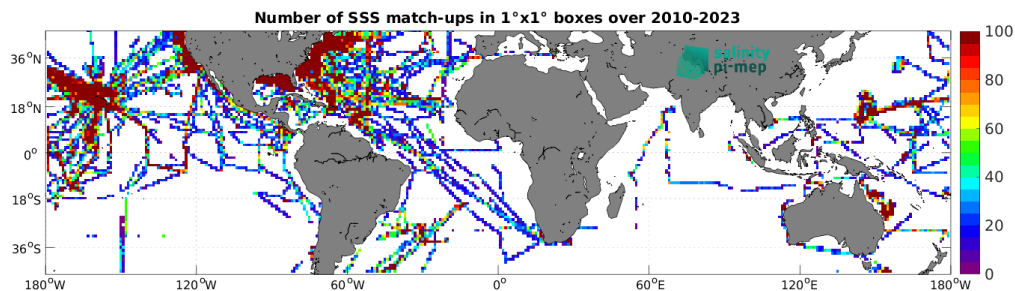 Number of SSS match-ups in 1°x1° boxes over 2010-2023
salinity
pi-mep
36°N
18°N
0°
18°S
36°S
180°W
120°W
60°W
0°
60°E
120°E
180°W
100
80
60
40
20
0